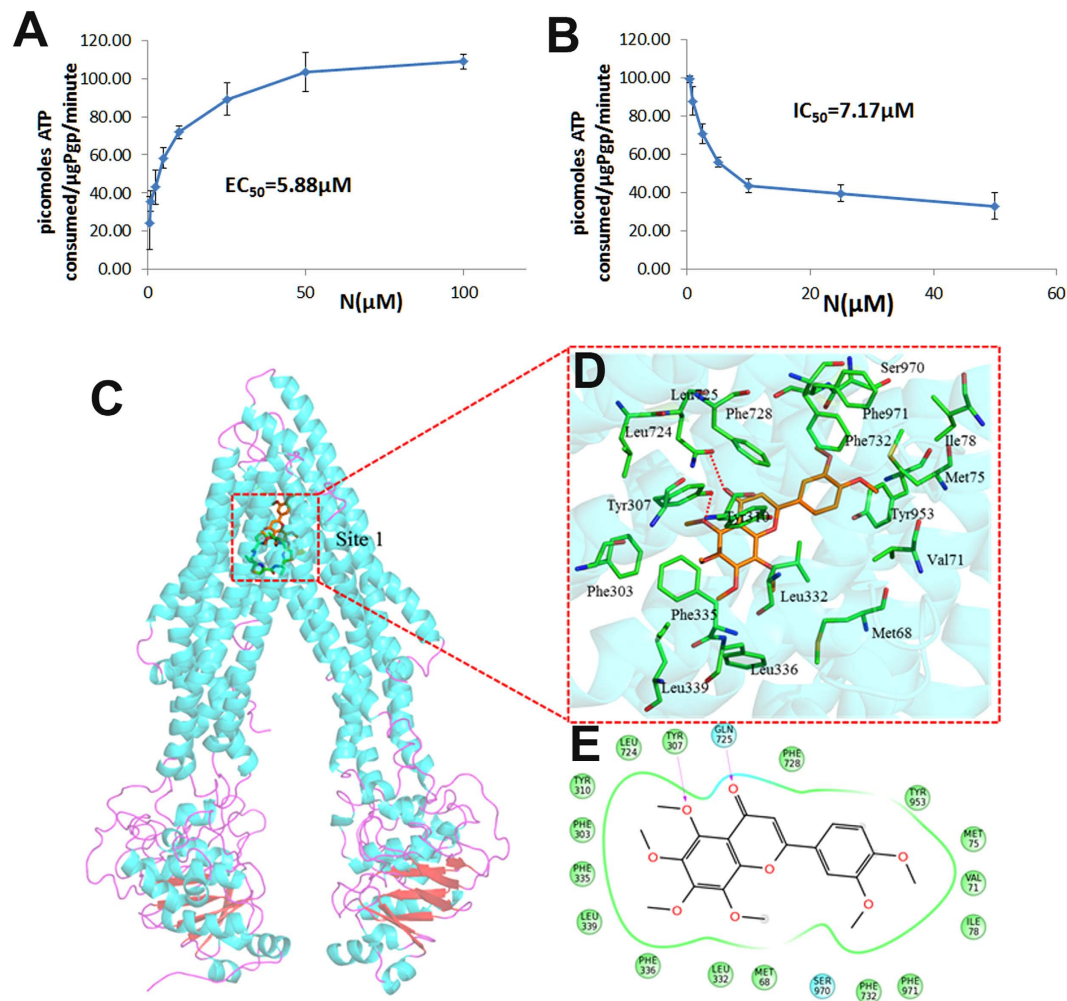 A
120.00
100.00
80.00
60.00
40.00
20.00
0.00
picomoles ATP
consumed/µgPgp/minute
EC50=5.88µM
0
50
100
N(µM)
B
120.00
100.00
80.00
60.00
40.00
20.00
0.00
picomoles ATP
consumed/µgPgp/minute
IC50=7.17µM
0
20
40
60
N(µM)
C
Site 1
D
Ser970
Leu725
Phe728
Phe971
Leu724
Phe732
Ile78
Met75
Tyr307
Tyr310
Tyr953
Val71
Phe303
Leu332
Phe335
Met68
Leu336
Leu339
E
LEU
724
TYR
307
GLN
725
PHE
728
TYR
310
TYR
953
PHE
303
MET
75
PHE
335
VAL
71
LEU
339
ILE
78
PHE
336
LEU
332
MET
68
SER
970
PHE
732
PHE
971
O
O
O
O
O
O
O
O